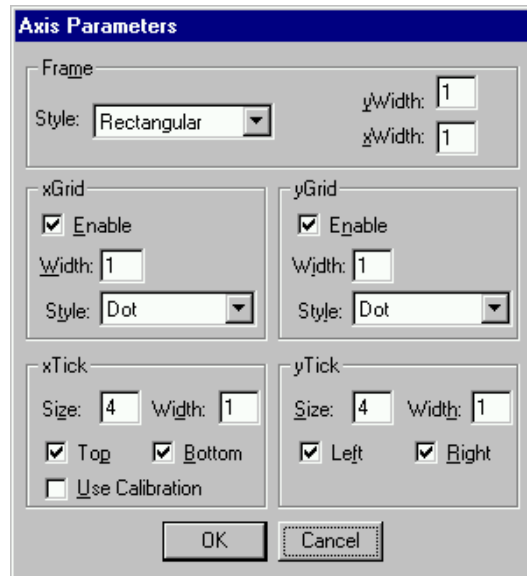 Axis Parameters
Frame
Style: Rectangular
yWidth: 1
xWidth: 1
xGrid
Enable
Width: 1
Style: Dot
yGrid
Enable
Width: 1
Style: Dot
xTick
Size: 4 Width: 1
Top Bottom
Use Calibration
yTick
Size: 4 Width: 1
Left Right
OK Cancel